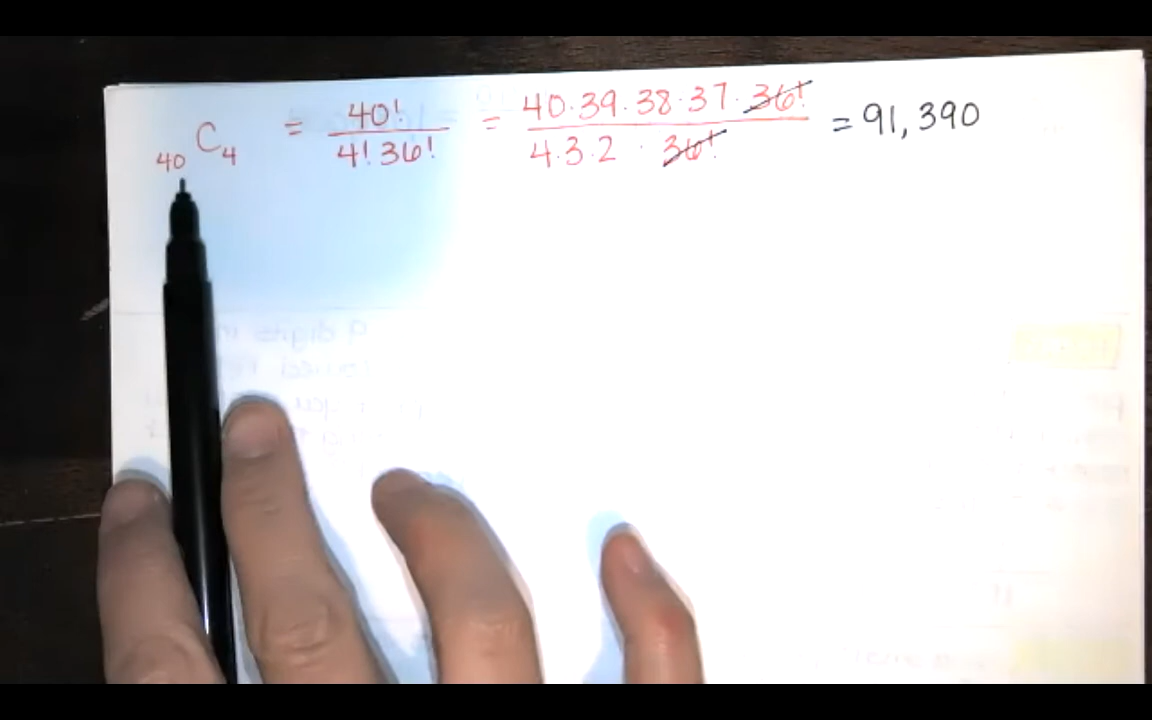 ₄₀C₄ = 40!/4!36! = 40·39·38·37·36!/4·3·2·36! = 91,390